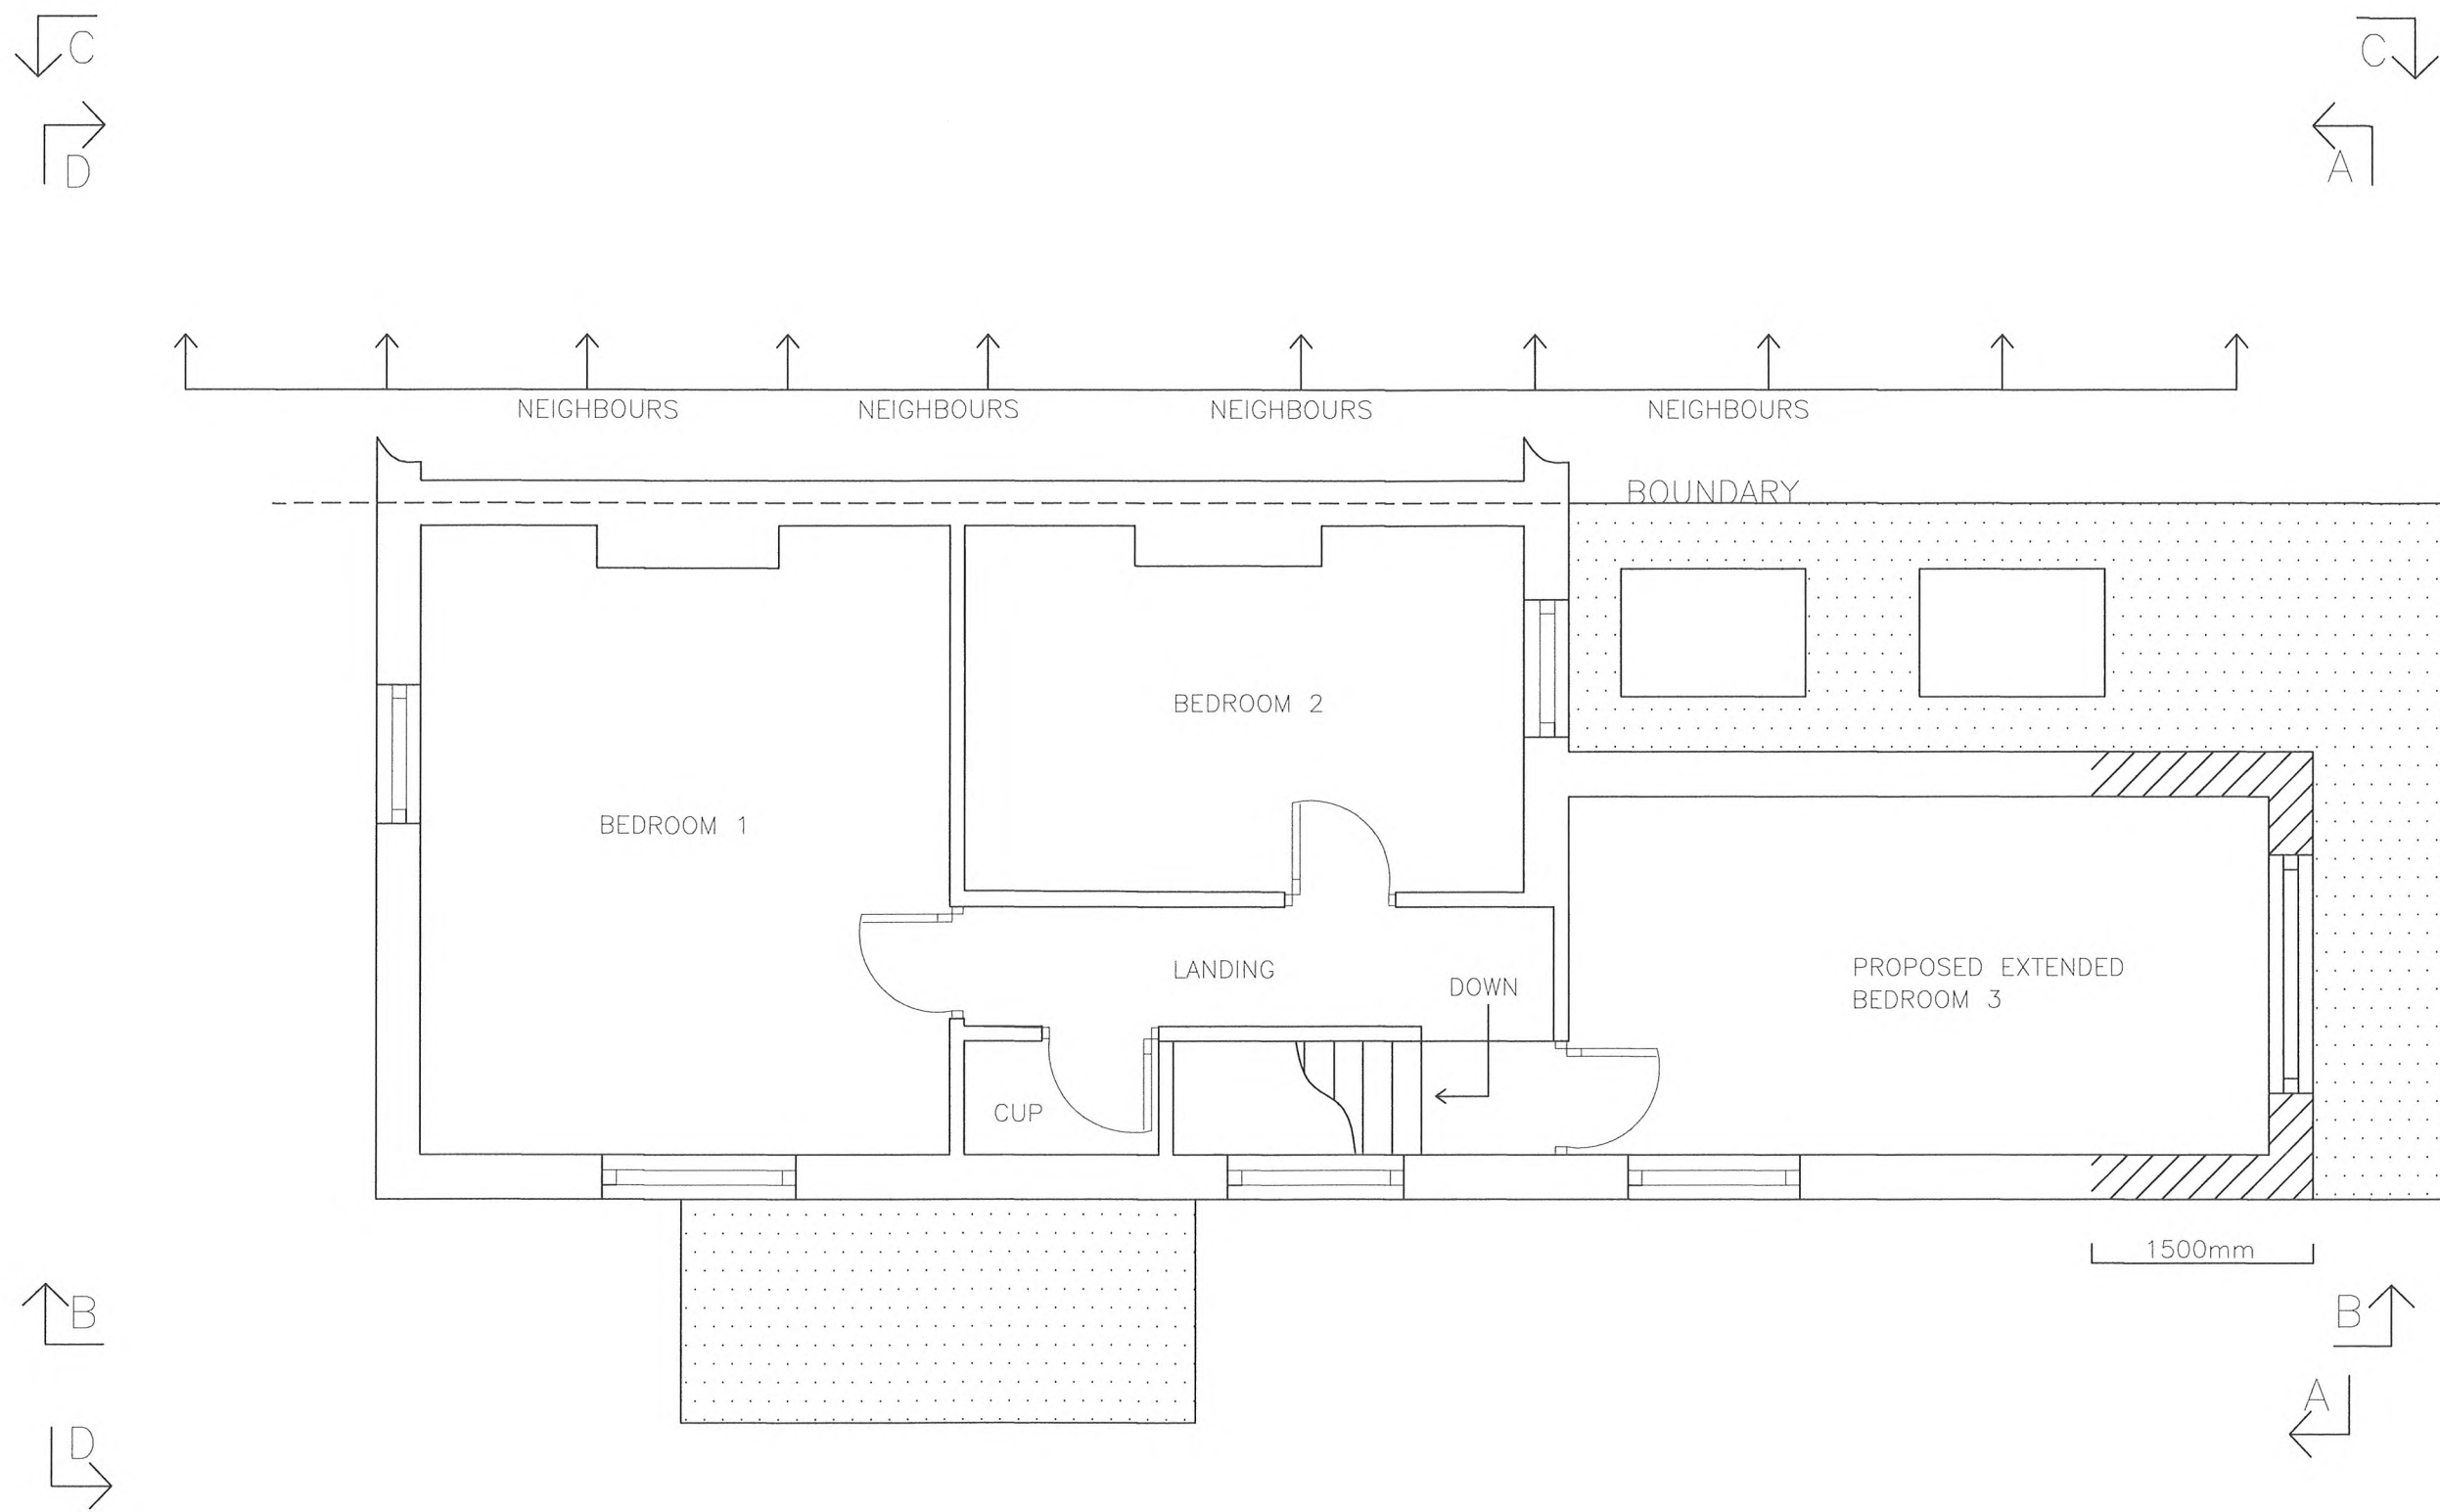 C
C
D
A
NEIGHBOURS
NEIGHBOURS
NEIGHBOURS
NEIGHBOURS
BOUNDARY
BEDROOM 2
BEDROOM 1
LANDING
DOWN
PROPOSED EXTENDED
BEDROOM 3
CUP
1500mm
B
B
A
D